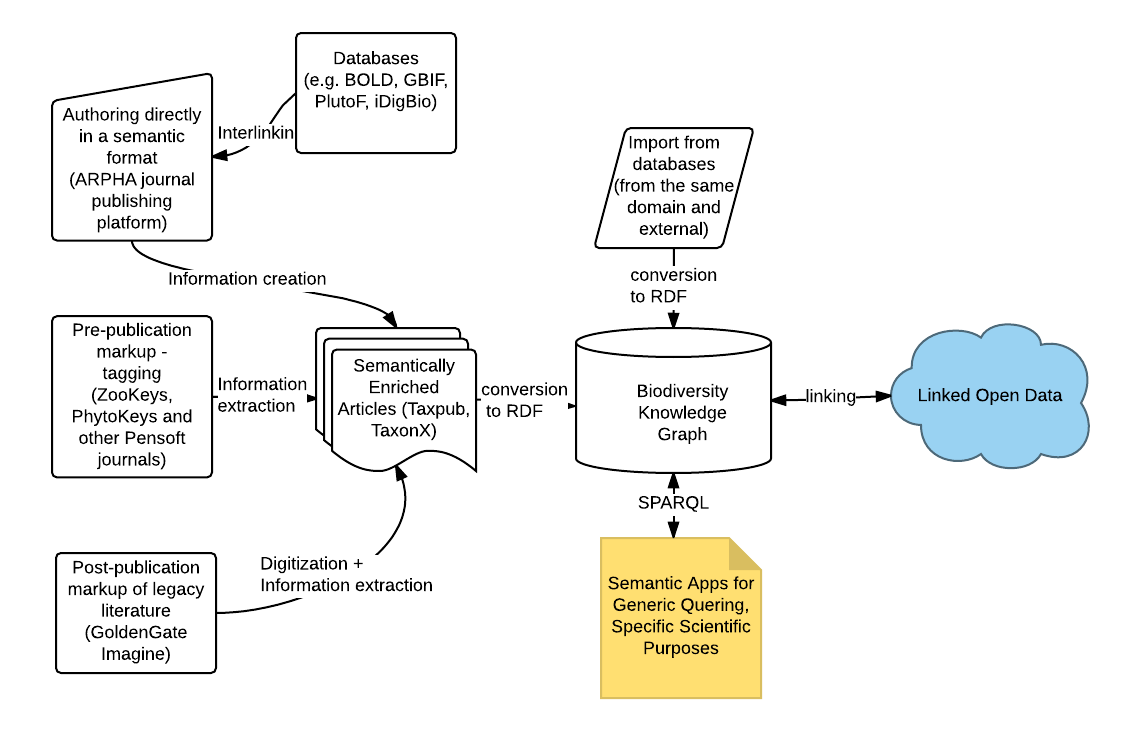 Databases
(e.g. BOLD, GBIF,
PlutoF, iDigBio)
Authoring directly
in a semantic
format
(ARPHA journal
publishing
platform)
Interlinkin
Import from
databases
(from the same
domain and
external)
Information creation
conversion
to RDF
Pre-publication
markup -
tagging
(ZooKeys,
PhytoKeys and
other Pensoft
journals)
Information
extraction
Semantically
Enriched
Articles (Taxpub,
TaxonX)
conversion
to RDF
Biodiversity
Knowledge
Graph
linking
Linked Open Data
SPARQL
Digitization +
Information extraction
Post-publication
markup of legacy
literature
(GoldenGate
Imagine)
Semantic Apps for
Generic Quering,
Specific Scientific
Purposes